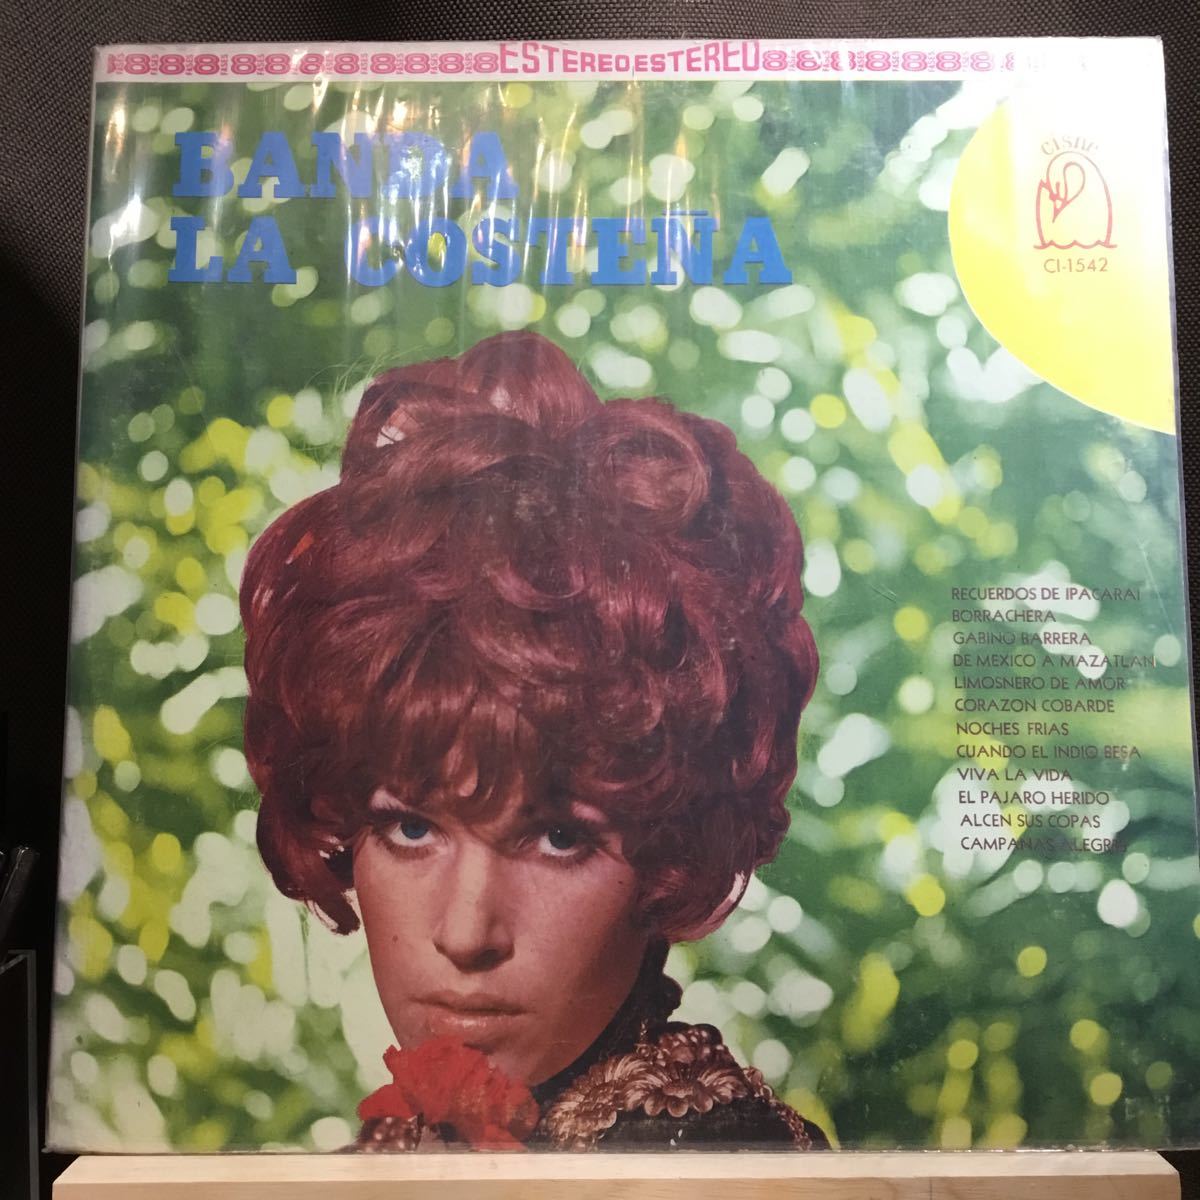 ESTEREO ESTEREO
BANDA
LA COSTEÑA
cisne
CI-1542
RECUERDOS DE IPACARAI
BORRACHERA
GABINO BARRERA
DE MEXICO A MAZATLAN
LIMOSNERO DE AMOR
CORAZON COBARDE
NOCHES FRIAS
CUANDO EL INDIO BESA
VIVA LA VIDA
EL PAJARO HERIDO
ALCEN SUS COPAS
CAMPANAS ALEGRES